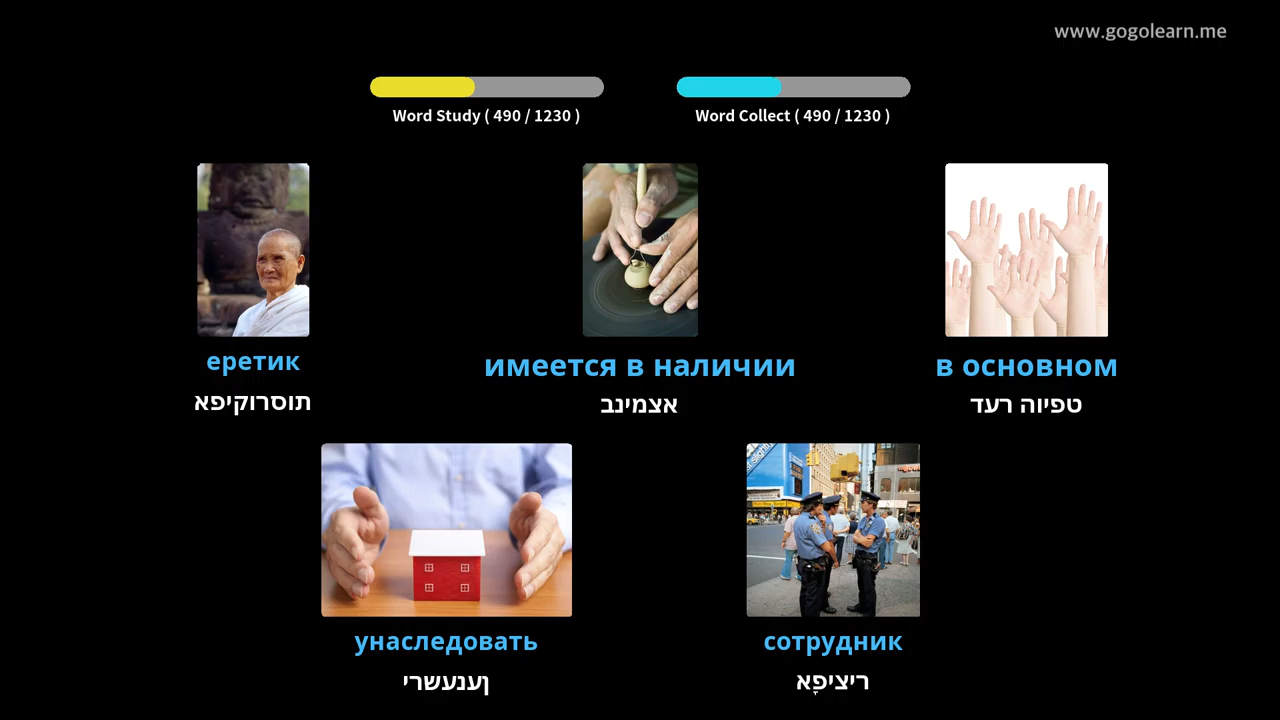 www.gogolearn.me
Word Study ( 490 / 1230 )
Word Collect ( 490 / 1230 )
еретик
תוסרוקיפא
имеется в наличии
אצמינב
в основном
טפיוה רעד
унаследовать
ןענעשרי
сотрудник
ריציפָא